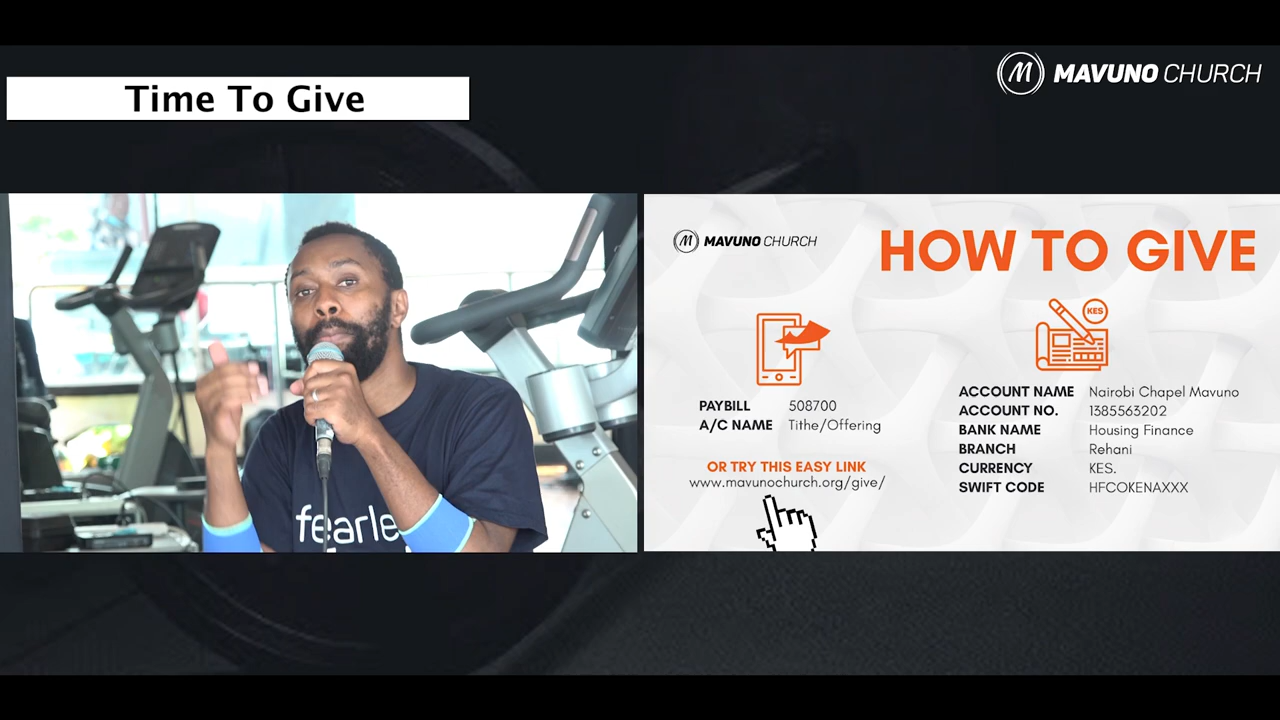 Time To Give
M MAVUNO CHURCH
fearle
M MAVUNO CHURCH
HOW TO GIVE
KES
PAYBILL 508700
A/C NAME Tithe/Offering
OR TRY THIS EASY LINK
www.mavunochurch.org/give/
ACCOUNT NAME Nairobi Chapel Mavuno
ACCOUNT NO. 1385563202
BANK NAME Housing Finance
BRANCH Rehani
CURRENCY KES.
SWIFT CODE HFCOKENAXXX